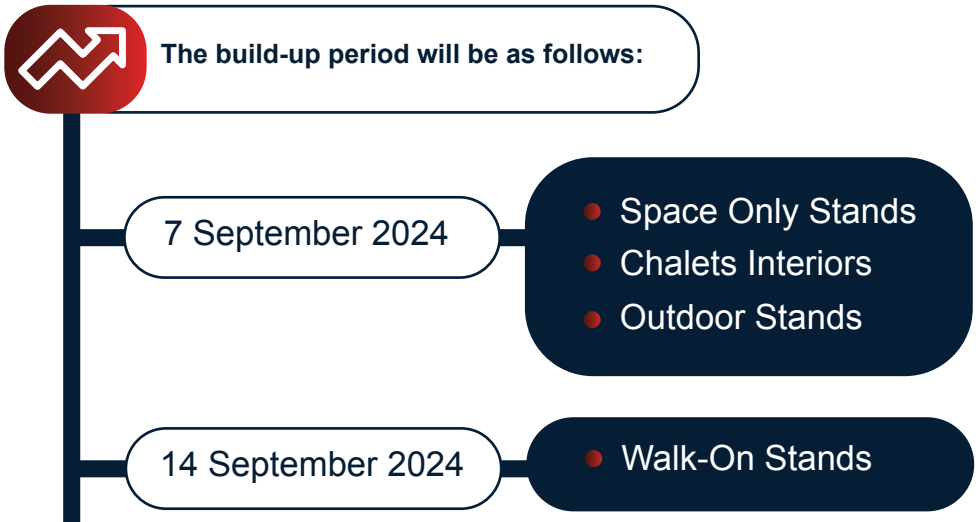 The build-up period will be as follows:
7 September 2024
Space Only Stands
Chalets Interiors
Outdoor Stands
14 September 2024
Walk-On Stands